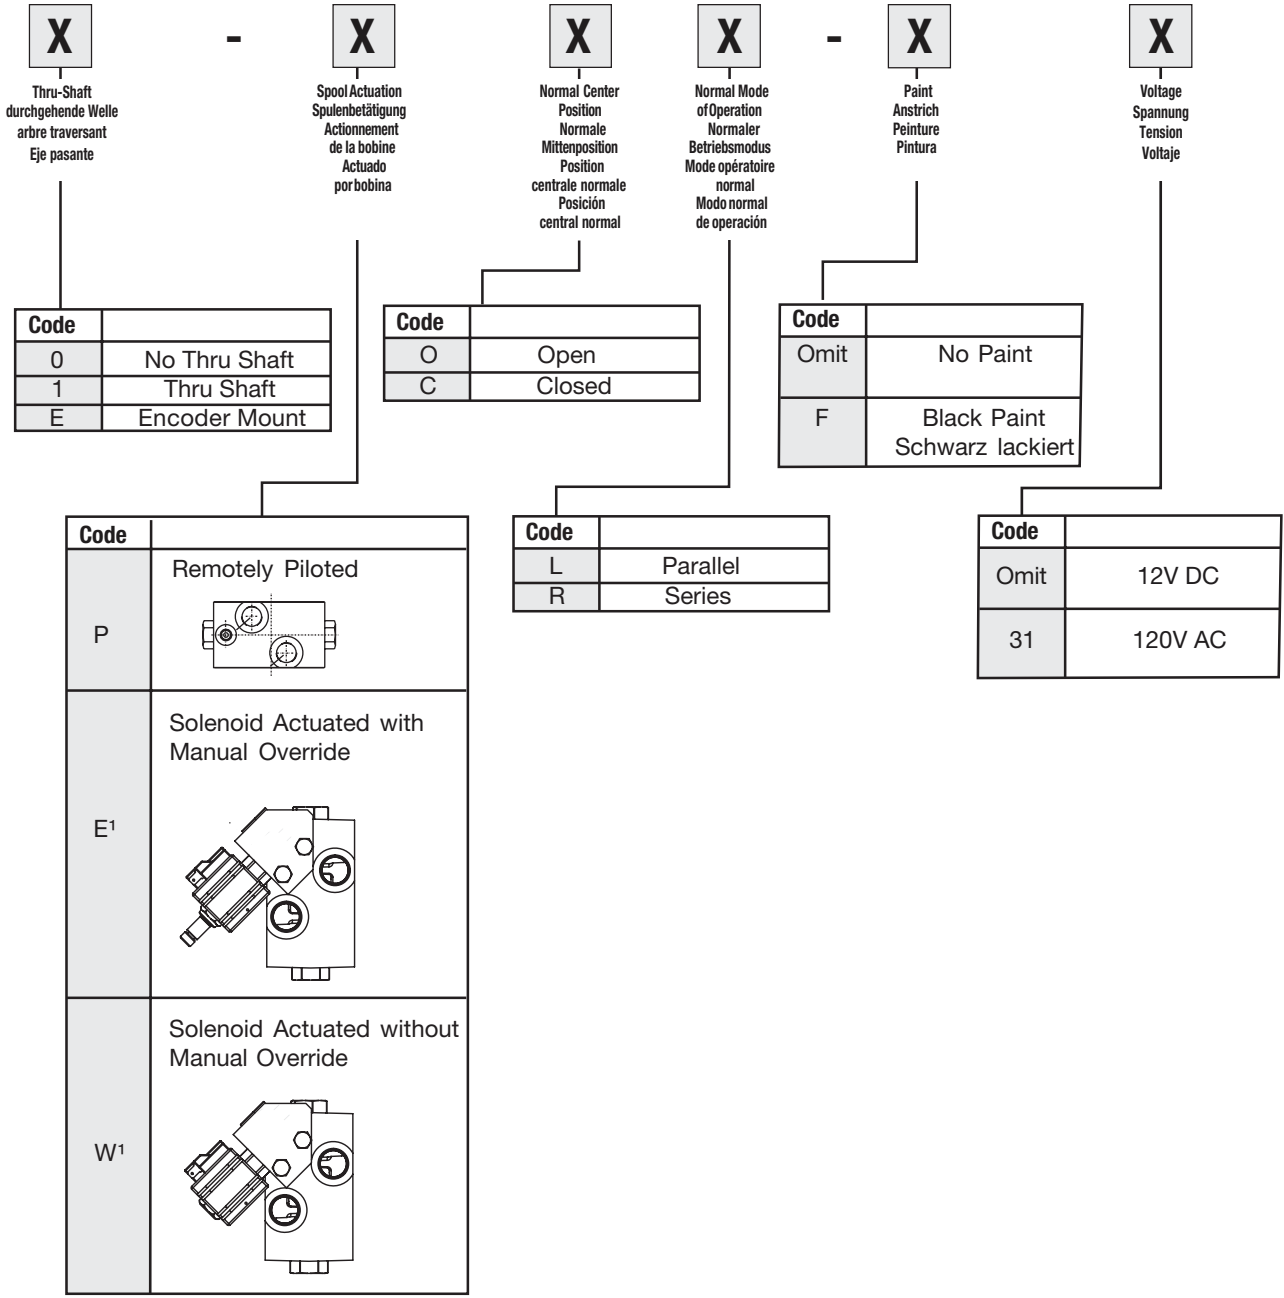 X - X X X - X X
Thru-Shaft
durchgehende Welle
arbre traversant
Eje pasante
Spool Actuation
Spulenbetätigung
Actionnement
de la bobine
Actuado
por bobina
Normal Center
Position
Normale
Mittenposition
Position
centrale normale
Posición
central normal
Normal Mode
of Operation
Normaler
Betriebsmodus
Mode opératoire
normal
Modo normal
de operación
Paint
Anstrich
Peinture
Pintura
Voltage
Spannung
Tension
Voltaje
Code
0 No Thru Shaft
1 Thru Shaft
E Encoder Mount
Code
O Open
C Closed
Code
Omit No Paint
F Black Paint
Schwarz lackiert
Code
P Remotely Piloted
E¹ Solenoid Actuated with
Manual Override
W¹ Solenoid Actuated without
Manual Override
Code
L Parallel
R Series
Code
Omit 12V DC
31 120V AC